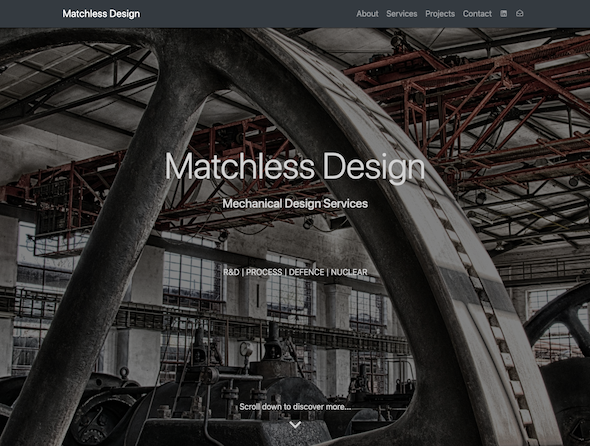 Matchless Design
About Services Projects Contact
Matchless Design
Mechanical Design Services
R&D | PROCESS | DEFENCE | NUCLEAR
Scroll down to discover more...